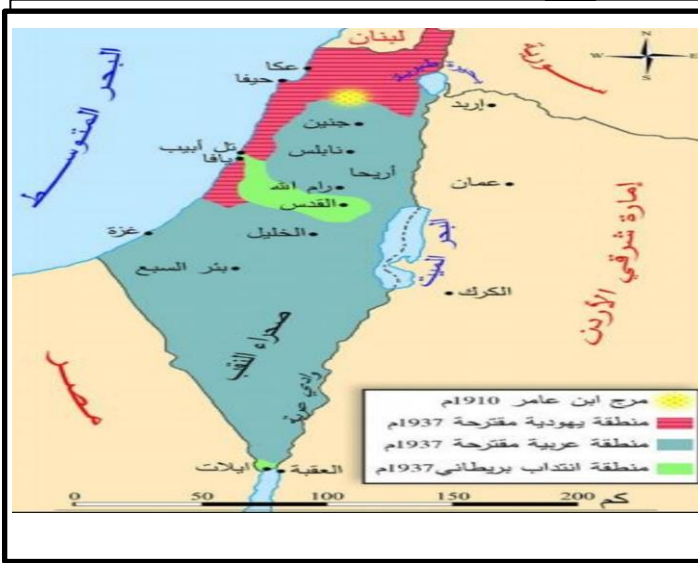 لبنان
سورية
البحر المتوسط
عكا
حيفا
بحيرة طبرية
إربد
جنين
نابلس
تل أبيب
يافا
أريحا
رام الله
القدس
عمان
إمارة شرقي الأردن
غزة
الخليل
البحر الميت
بئر السبع
الكرك
صحراء النقب
وادي عربة
مصر
ايلات
العقبة
مرج ابن عامر 1910م
منطقة يهودية مقترحة 1937م
منطقة عربية مقترحة 1937م
منطقة انتداب بريطاني 1937م
0 50 100 150 200 كم
N
W E
S